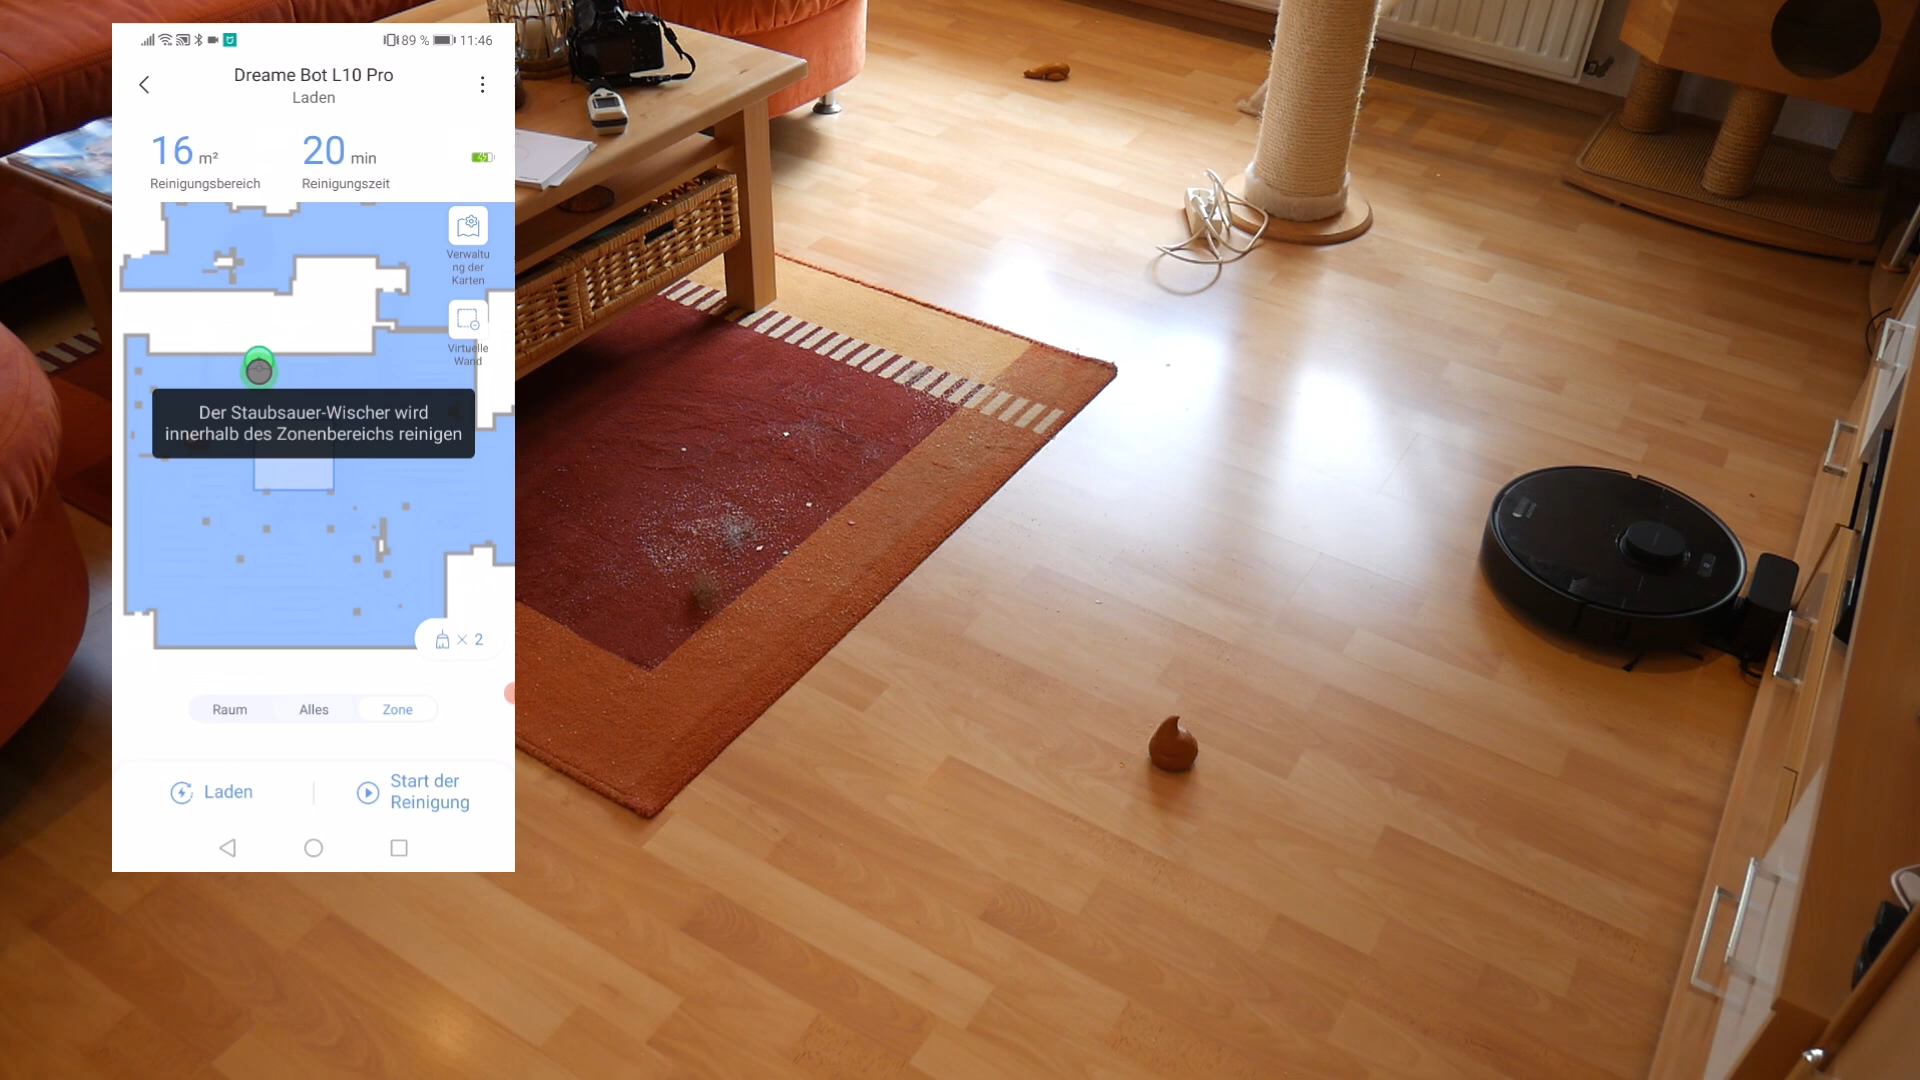 89 % 11:46
Dreame Bot L10 Pro
Laden
16 m² 20 min
Reinigungsbereich Reinigungszeit
Verwaltu
ng der
Karten
Virtuelle
Wand
Der Staubsauer-Wischer wird
innerhalb des Zonenbereichs reinigen
× 2
Raum Alles Zone
Laden
Start der
Reinigung